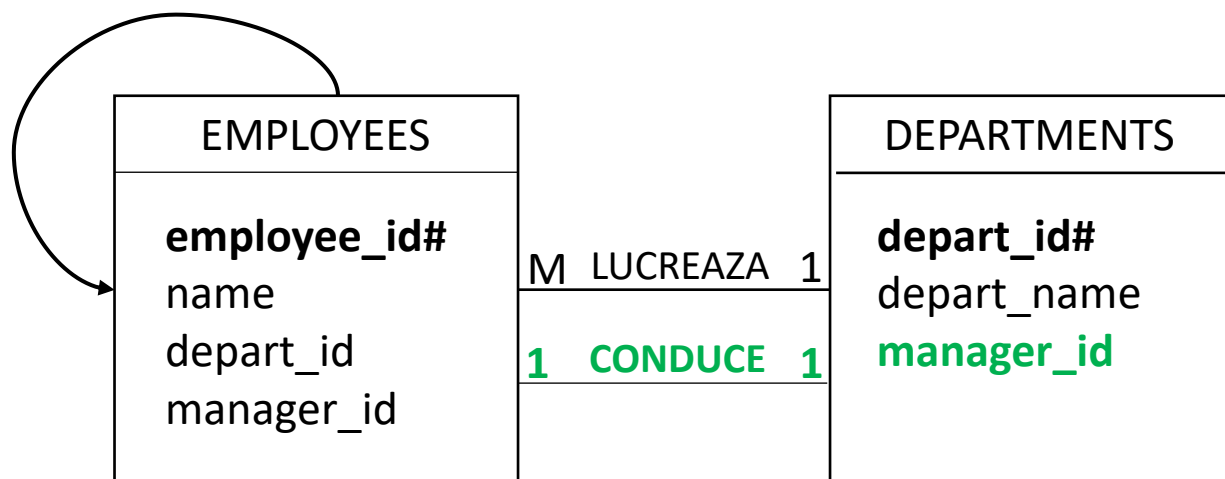 EMPLOYEES
employee_id#
name
depart_id
manager_id
M LUCREAZA 1
1 CONDUCE 1
DEPARTMENTS
depart_id#
depart_name
manager_id